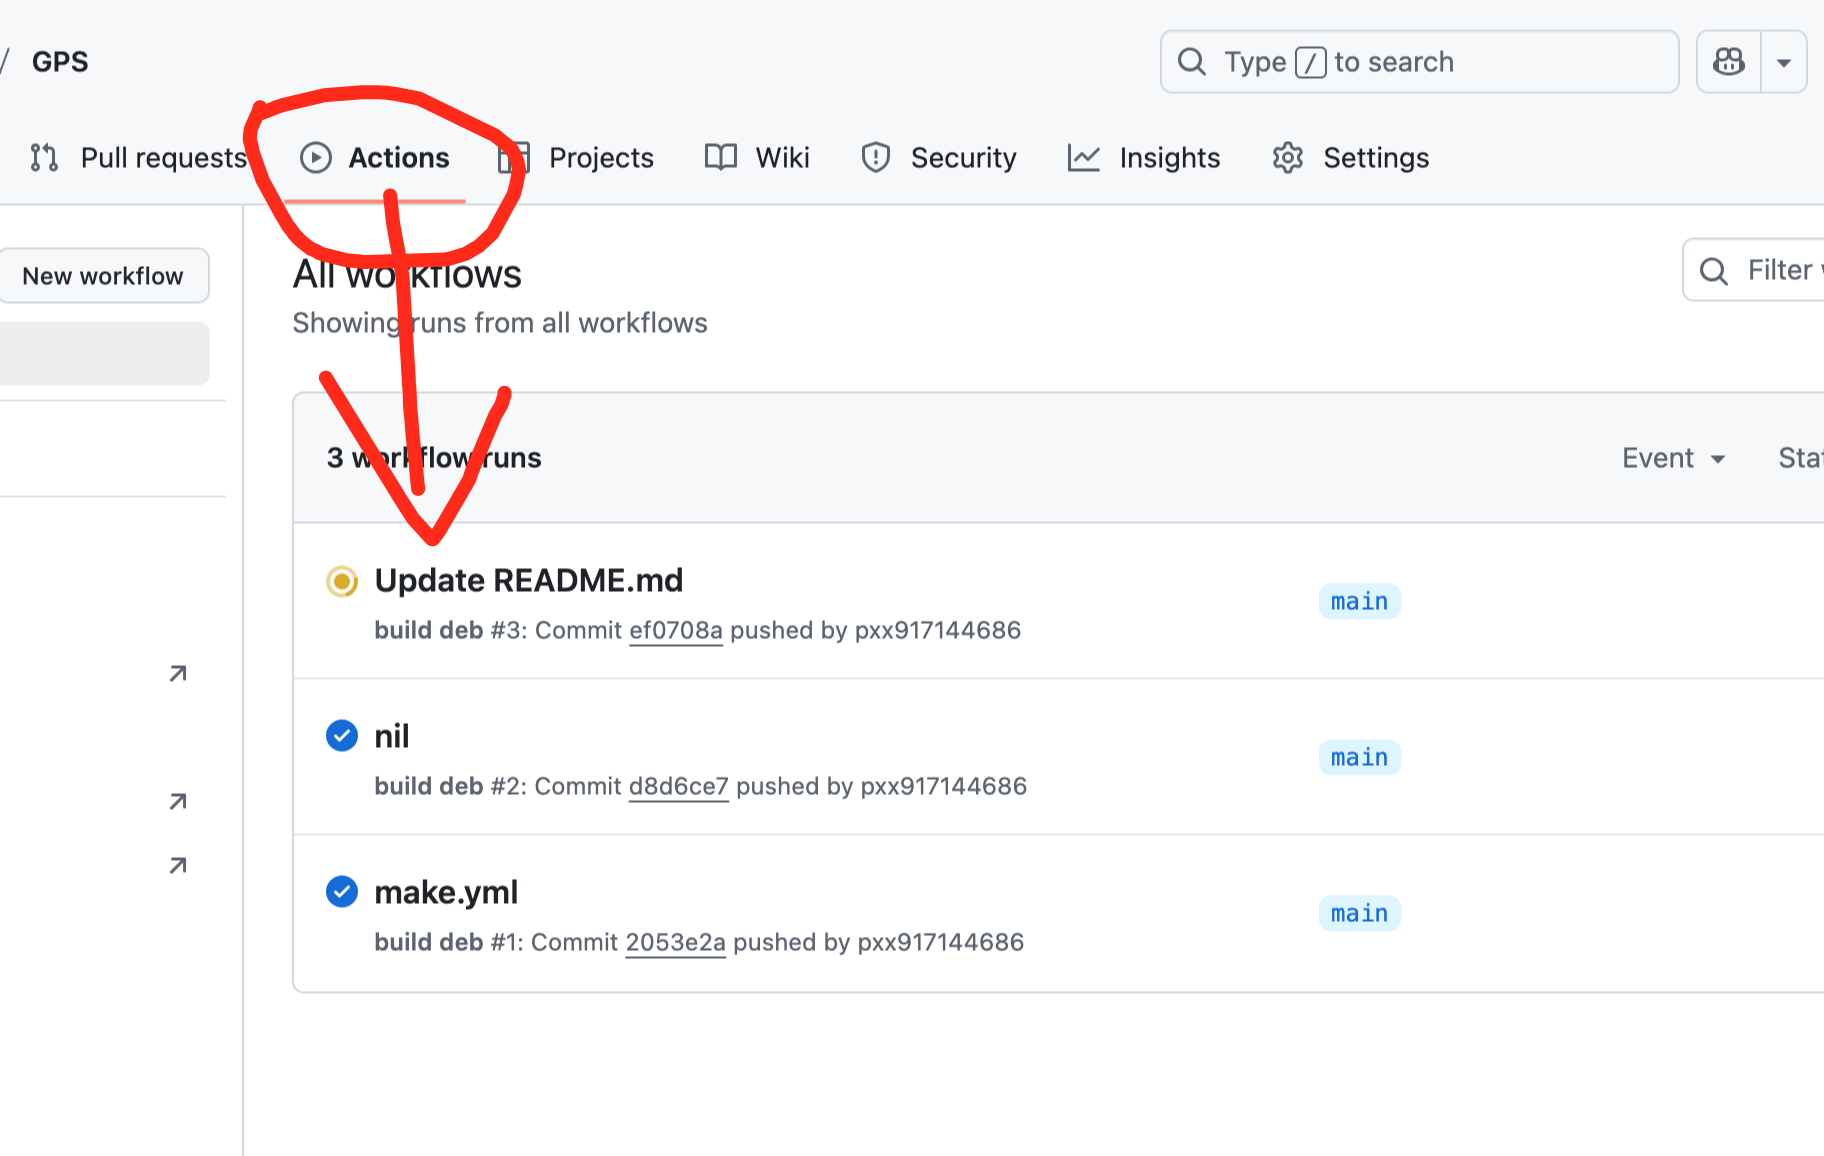 / GPS
Type / to search
Pull requests Actions Projects Wiki Security Insights Settings
New workflow
All workflows
Filter
Showing runs from all workflows
3 workflow runs
Event
Update README.md
main
build deb #3: Commit ef0708a pushed by pxx917144686
nil
main
build deb #2: Commit d8d6ce7 pushed by pxx917144686
make.yml
main
build deb #1: Commit 2053e2a pushed by pxx917144686